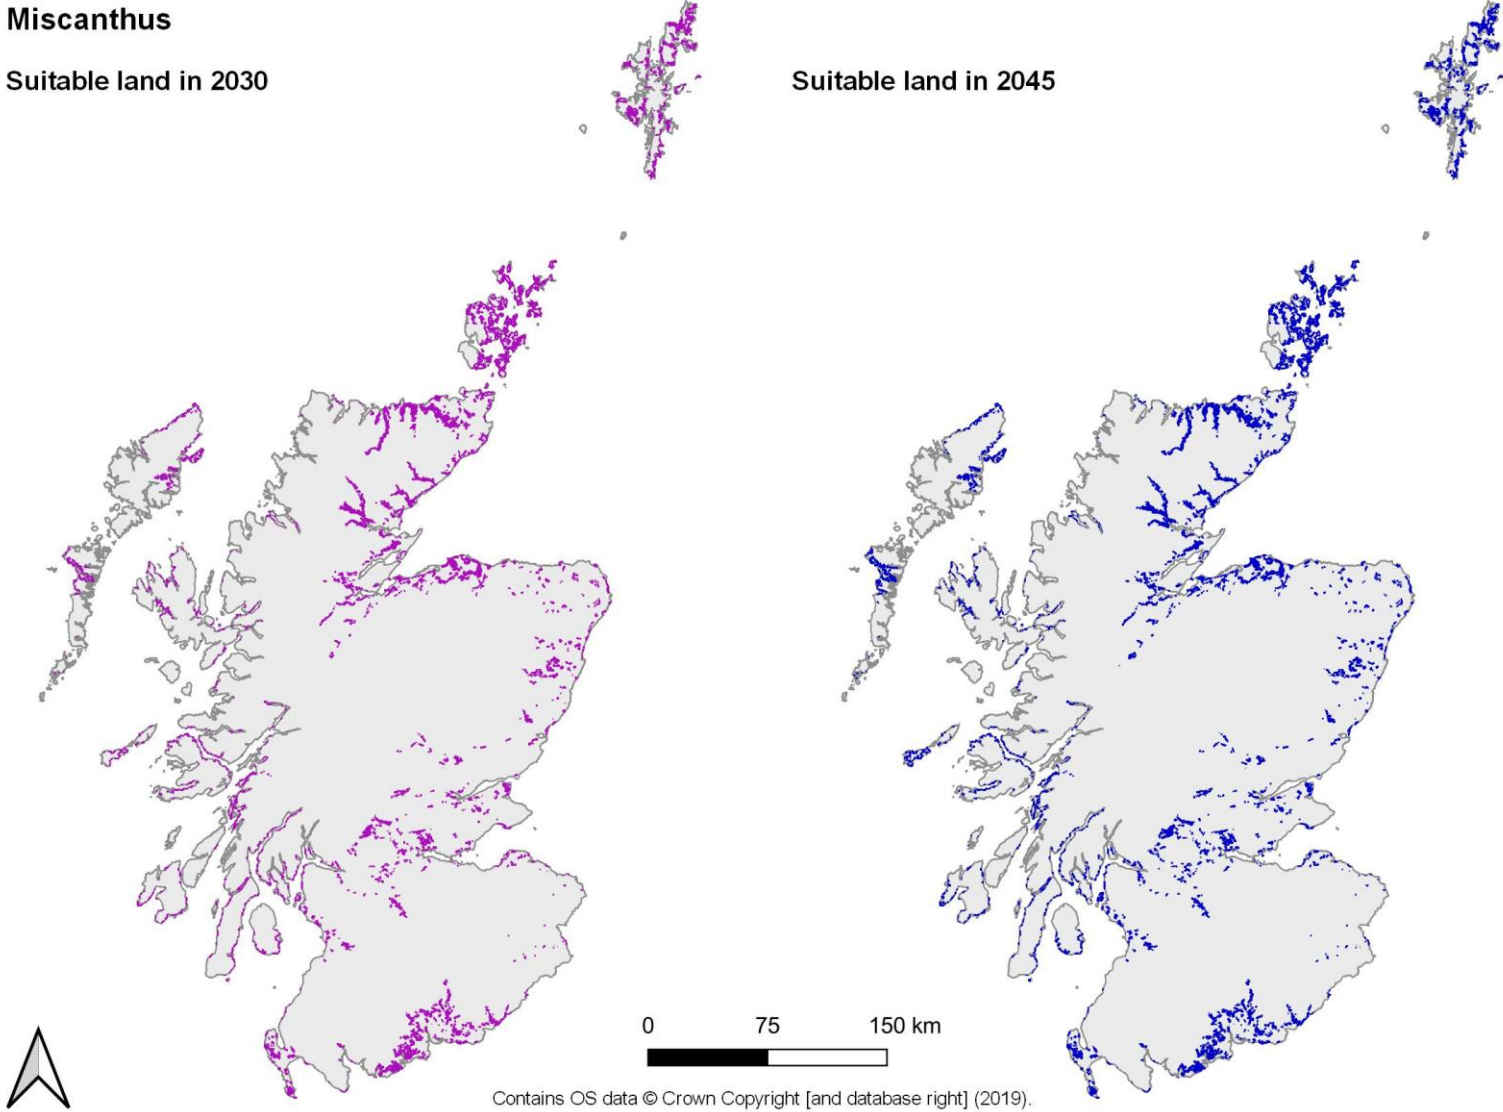 Miscanthus
Suitable land in 2030
Suitable land in 2045
0 75 150 km
Contains OS data © Crown Copyright [and database right] (2019).